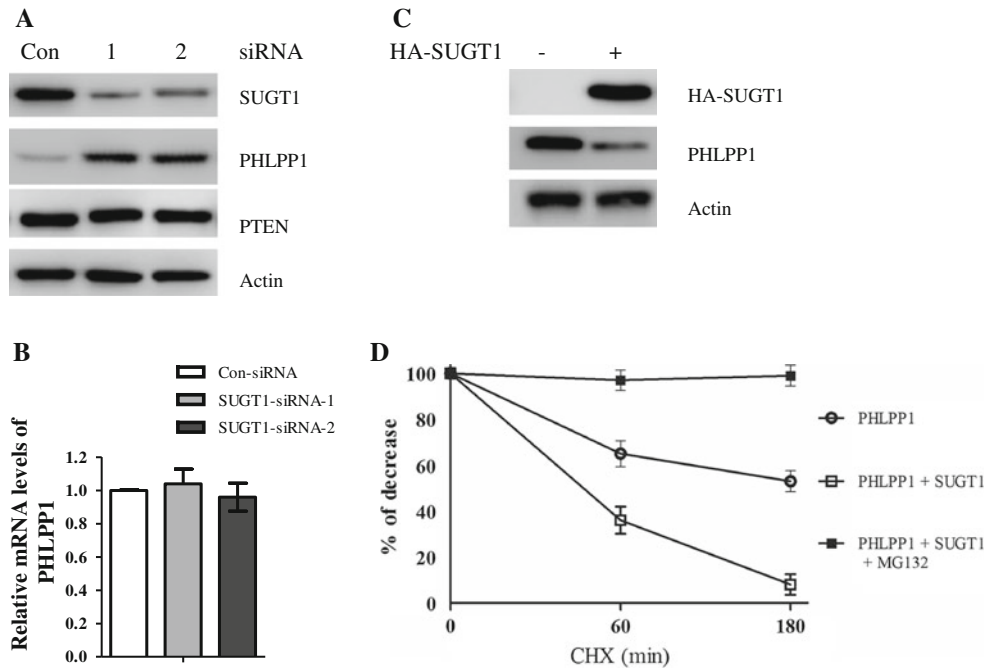 A
Con 1 2 siRNA
SUGT1
PHLPP1
PTEN
Actin
C
HA-SUGT1 - +
HA-SUGT1
PHLPP1
Actin
B
Con-siRNA
SUGT1-siRNA-1
SUGT1-siRNA-2
Relative mRNA levels of
PHLPP1
1.2
1.0
0.8
0.6
0.4
0.2
0.0
D
% of decrease
100
80
60
40
20
0
0 60 180
CHX (min)
PHLPP1
PHLPP1 + SUGT1
PHLPP1 + SUGT1
+ MG132